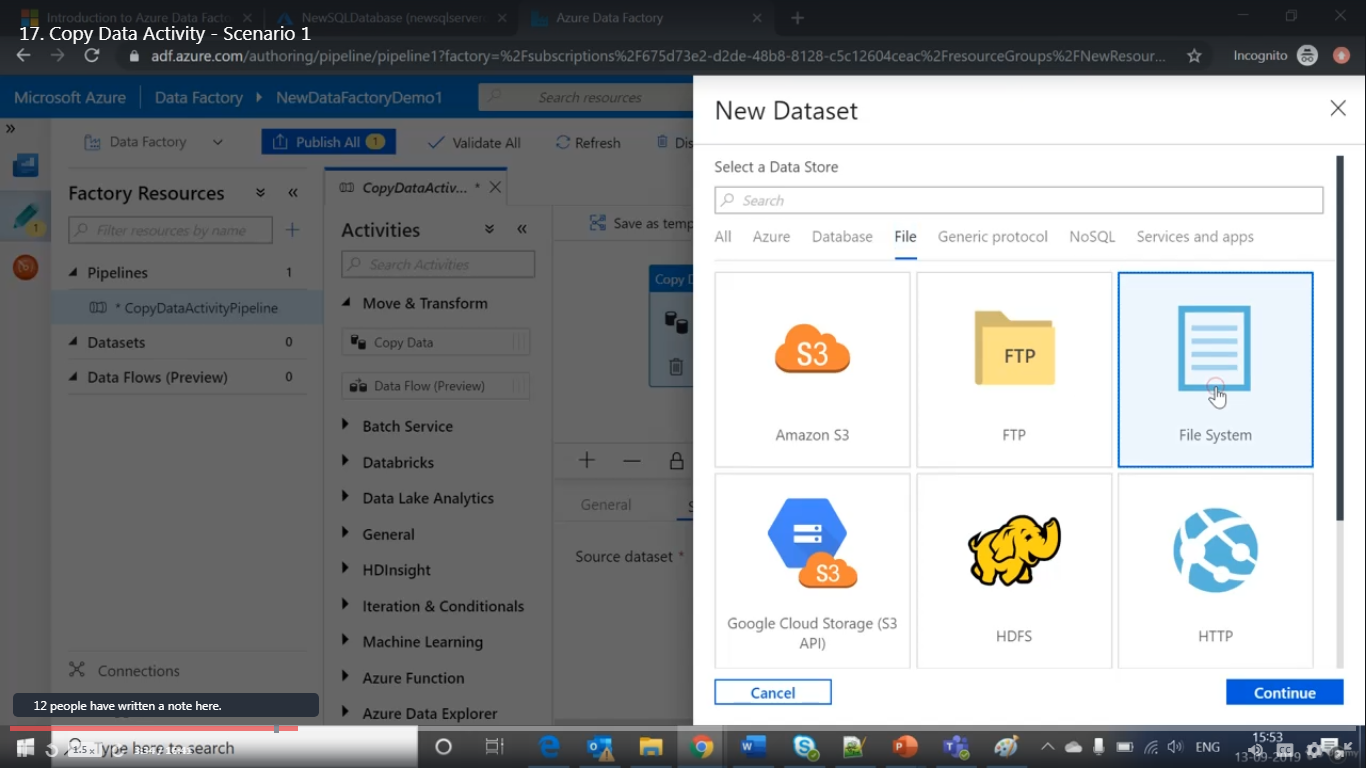 Introduction to Azure Data Facto
NewSQLDatabase (newsqlserver
Azure Data Factory
17. Copy Data Activity - Scenario 1
adf.azure.com/authoring/pipeline/pipeline1?factory=%2Fsubscriptions%2F675d73e2-d2de-48b8-8128-c5c12604ceac%2FresourceGroups%2FNewResour...
Incognito
Microsoft Azure
Data Factory
NewDataFactoryDemo1
Search resources
Data Factory
Publish All 1
Validate All
Refresh
Dis
Factory Resources
Filter resources by name
1
Pipelines 1
* CopyDataActivityPipeline
Datasets 0
Data Flows (Preview) 0
Connections
CopyDataActiv... *
Activities
Search Activities
Move & Transform
Copy Data
Data Flow (Preview)
Batch Service
Databricks
Data Lake Analytics
General
HDInsight
Iteration & Conditionals
Machine Learning
Azure Function
Azure Data Explorer
Save as temp
Copy D
General
S
Source dataset *
New Dataset
Select a Data Store
Search
All Azure Database File Generic protocol NoSQL Services and apps
S3
Amazon S3
FTP
FTP
File System
S3
Google Cloud Storage (S3
API)
HDFS
HTTP
Cancel
Continue
12 people have written a note here.
Type here to search
1.5 x
ENG
15:53
13-09-2019